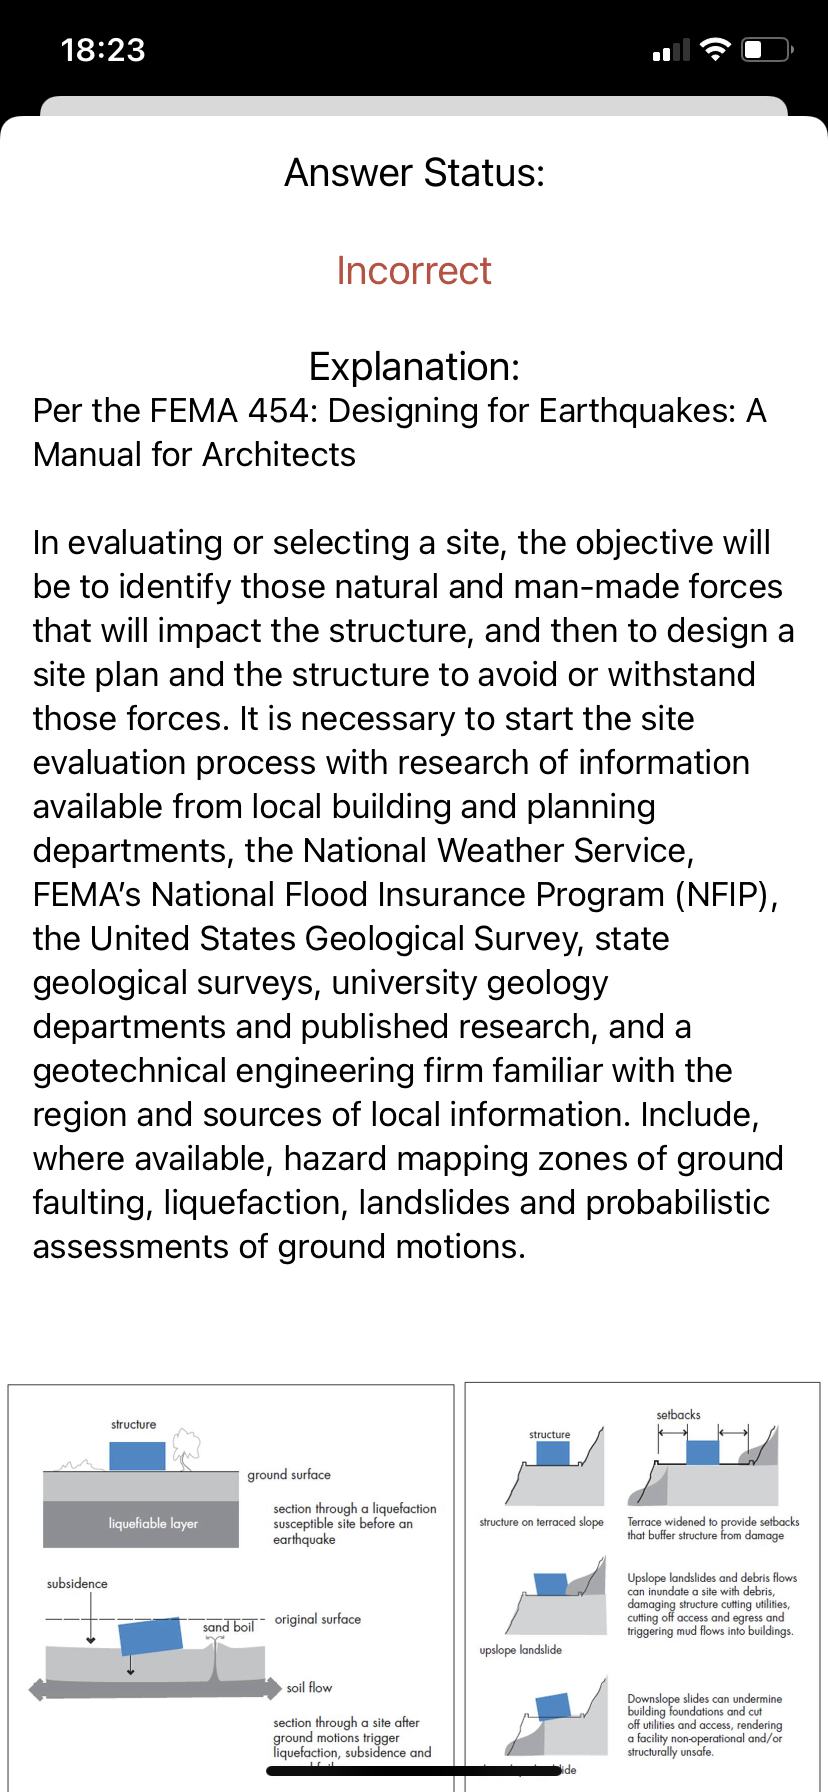 18:23
Answer Status:
Incorrect
Explanation:
Per the FEMA 454: Designing for Earthquakes: A
Manual for Architects
In evaluating or selecting a site, the objective will
be to identify those natural and man-made forces
that will impact the structure, and then to design a
site plan and the structure to avoid or withstand
those forces. It is necessary to start the site
evaluation process with research of information
available from local building and planning
departments, the National Weather Service,
FEMA’s National Flood Insurance Program (NFIP),
the United States Geological Survey, state
geological surveys, university geology
departments and published research, and a
geotechnical engineering firm familiar with the
region and sources of local information. Include,
where available, hazard mapping zones of ground
faulting, liquefaction, landslides and probabilistic
assessments of ground motions.
structure
ground surface
liquefiable layer
section through a liquefaction
susceptible site before an
earthquake
subsidence
original surface
sand boil
soil flow
section through a site after
ground motions trigger
liquefaction, subsidence and
structure
structure on terraced slope
setbacks
Terrace widened to provide setbacks
that buffer structure from damage
upslope landslide
Upslope landslides and debris flows
can inundate a site with debris,
damaging structure cutting utilities,
cutting off access and egress and
triggering mud flows into buildings.
Downslope slides can undermine
building foundations and cut
off utilities and access, rendering
a facility non-operational and/or
structurally unsafe.